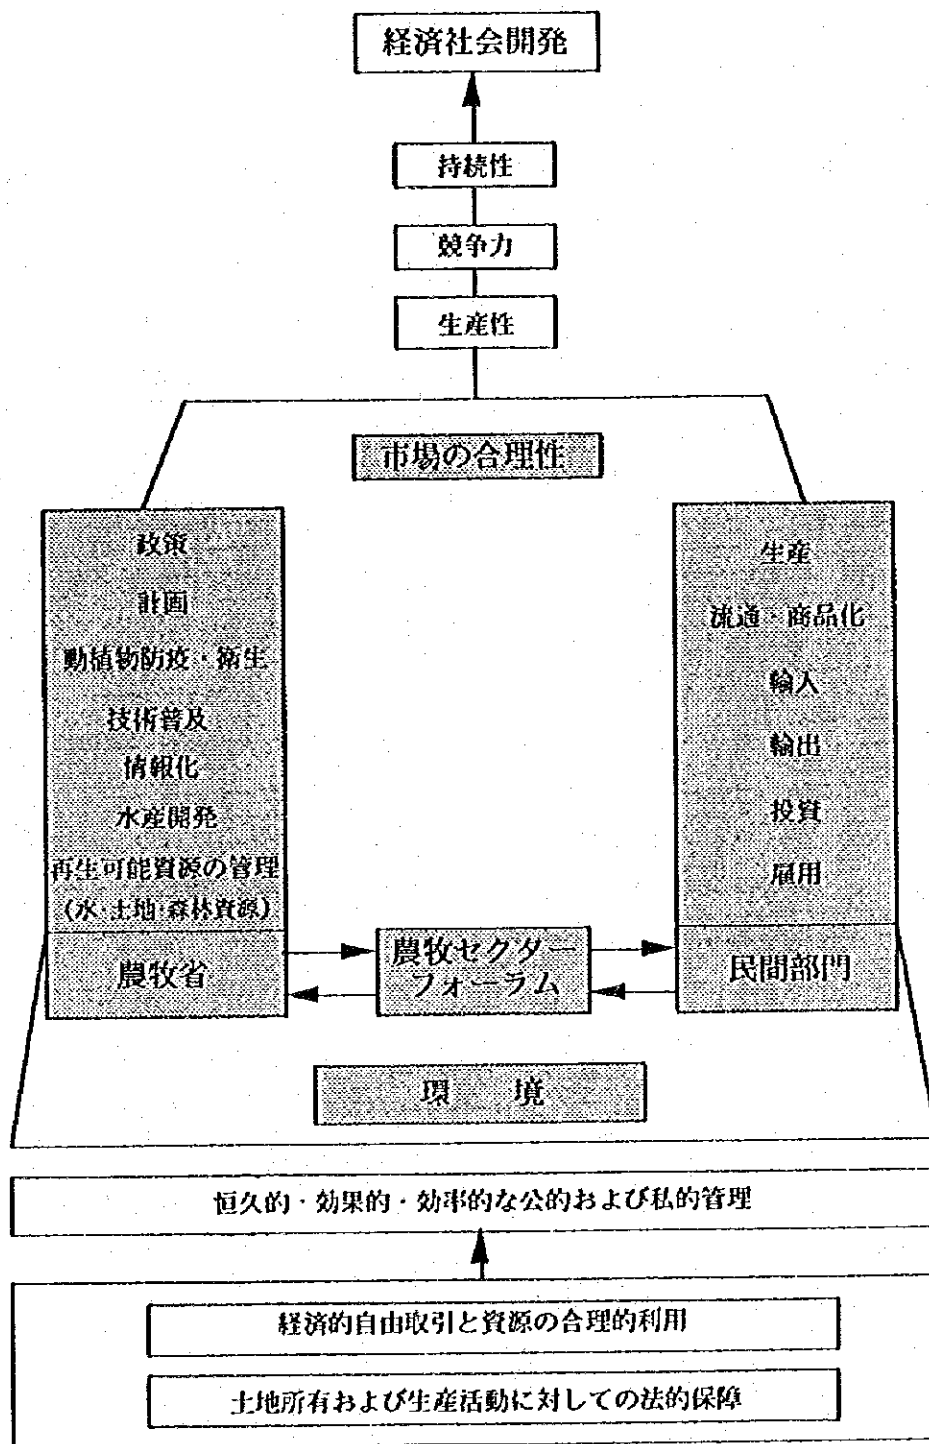 経済社会開発
持続性
競争力
生産性
市場の合理性
政策
計画
動植物防疫・衛生
技術普及
情報化
水産開発
再生可能資源の管理
(水・土地・森林資源)
農牧省
農牧セクター
フォーラム
生産
流通・商品化
輸入
輸出
投資
雇用
民間部門
環 境
恒久的・効果的・効率的な公的および私的管理
経済的自由取引と資源の合理的利用
土地所有および生産活動に対しての法的保障